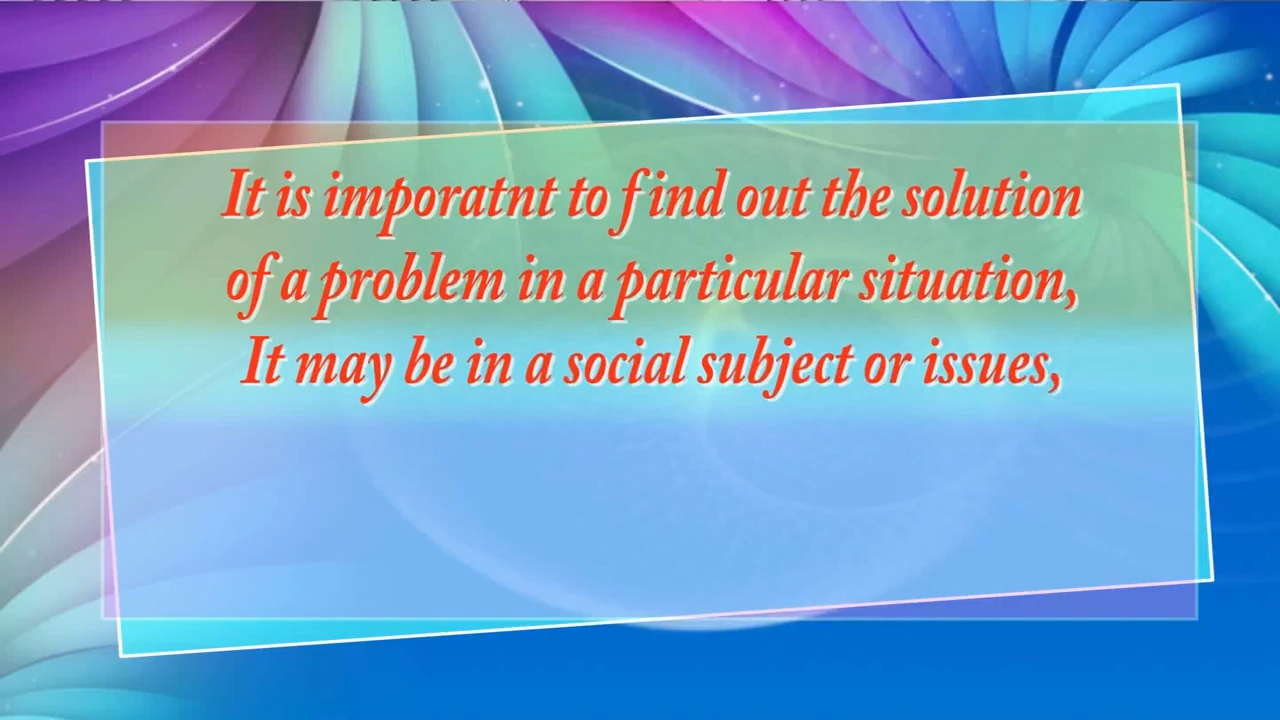 It is imporatnt to find out the solution
of a problem in a particular situation,
It may be in a social subject or issues,